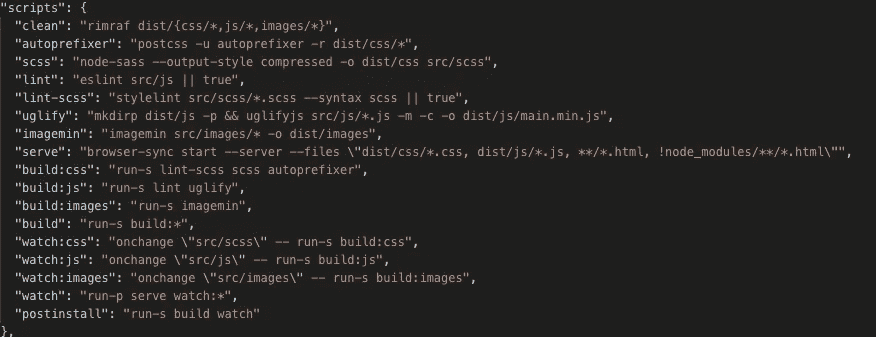 "scripts": {
"clean": "rimraf dist/{css/*,js/*,images/*}",
"autoprefixer": "postcss -u autoprefixer -r dist/css/*",
"scss": "node-sass --output-style compressed -o dist/css src/scss",
"lint": "eslint src/js || true",
"lint-scss": "stylelint src/scss/*.scss --syntax scss || true",
"uglify": "mkdirp dist/js -p && uglifyjs src/js/*.js -m -c -o dist/js/main.min.js",
"imagemin": "imagemin src/images/* -o dist/images",
"serve": "browser-sync start --server --files \"dist/css/*.css, dist/js/*.js, **/*.html, !node_modules/**/*.html\"",
"build:css": "run-s lint-scss scss autoprefixer",
"build:js": "run-s lint uglify",
"build:images": "run-s imagemin",
"build": "run-s build:*",
"watch:css": "onchange \"src/scss\" -- run-s build:css",
"watch:js": "onchange \"src/js\" -- run-s build:js",
"watch:images": "onchange \"src/images\" -- run-s build:images",
"watch": "run-p serve watch:*",
"postinstall": "run-s build watch"
},